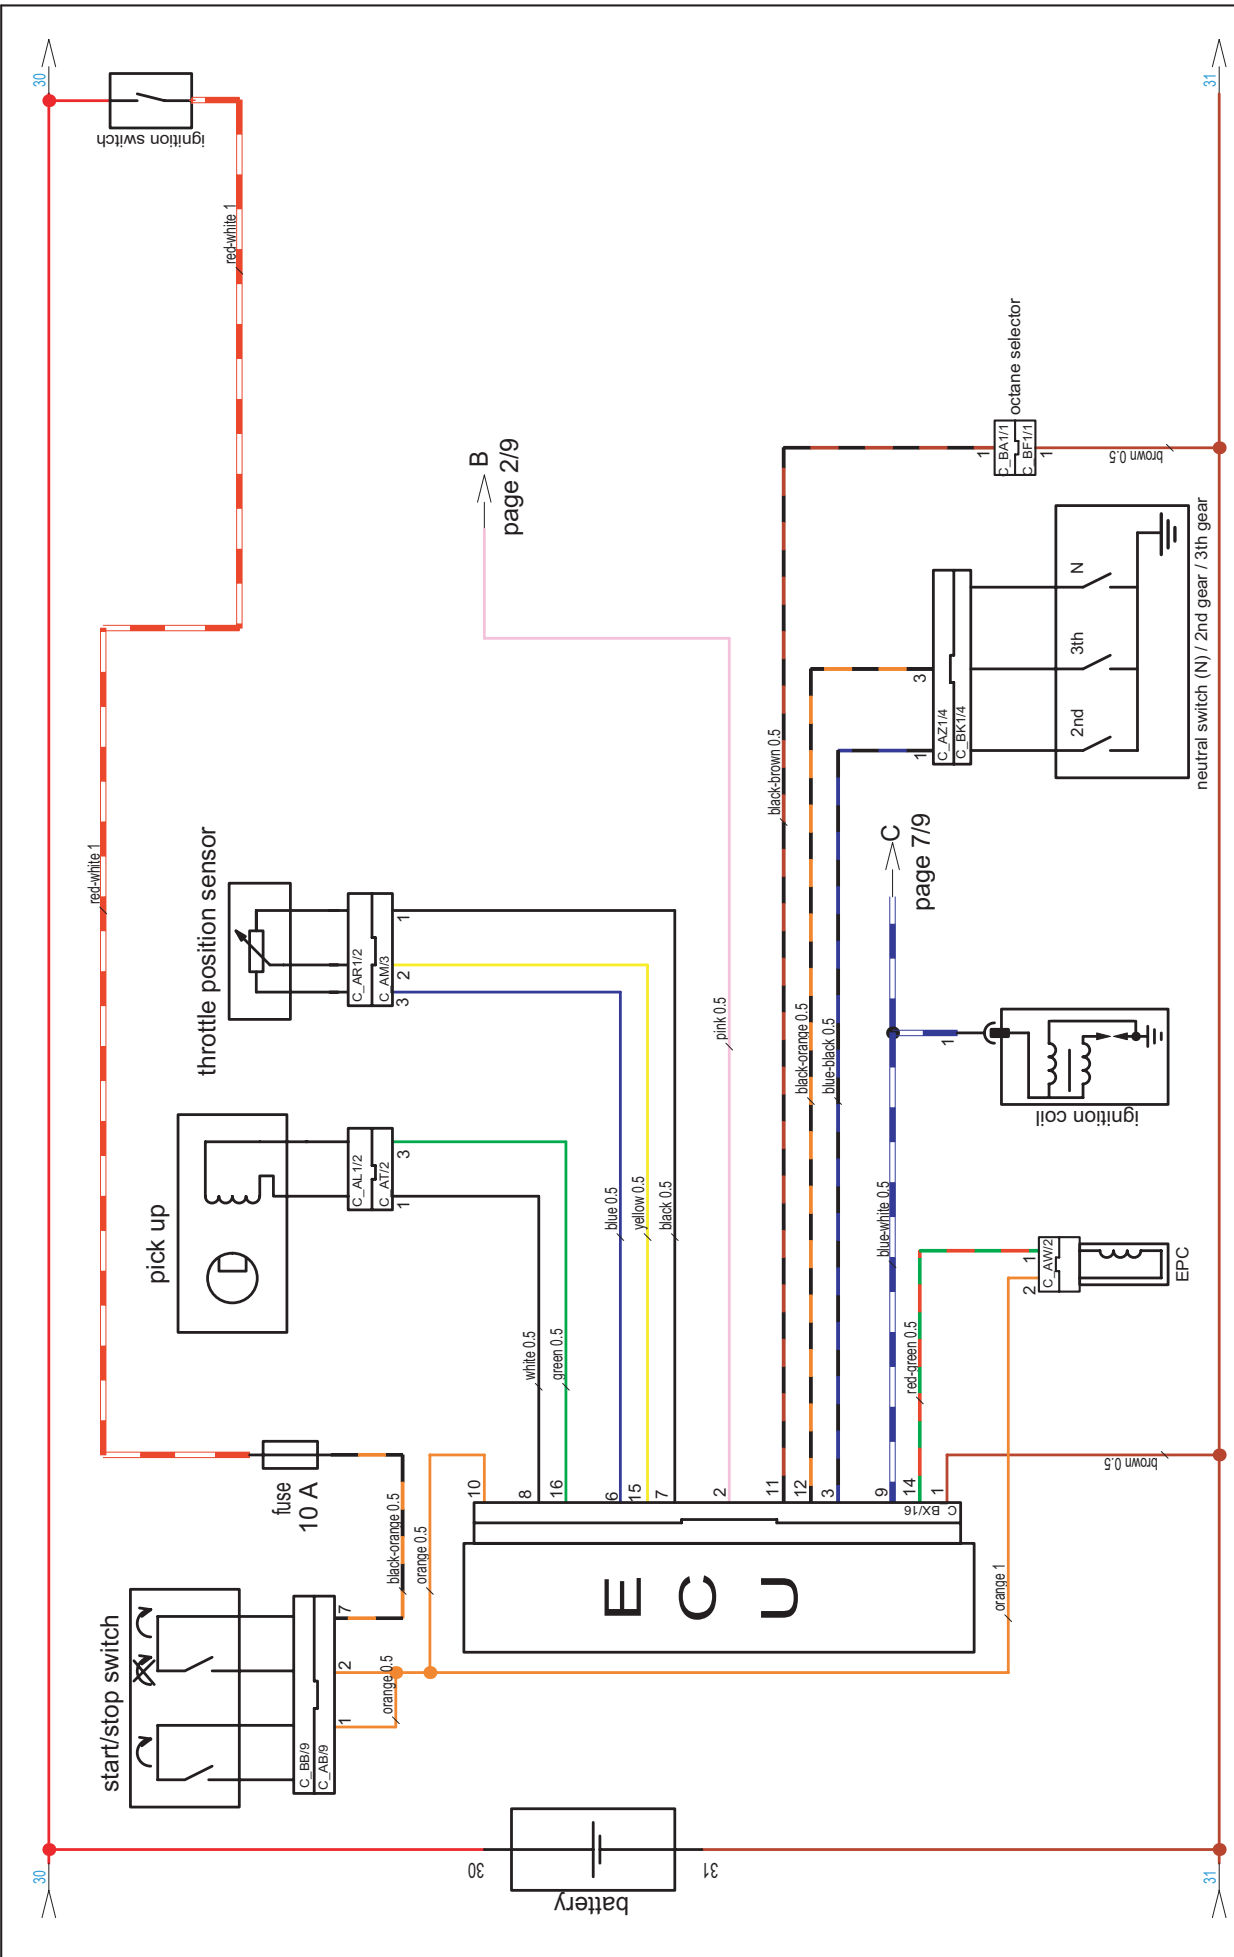 30
30
ignition switch
red-white 1
red-white 1
B
page 2/9
throttle position sensor
C_AR1/2
C_AM/3
3
2
1
pick up
C_AL1/2
C_AT/2
1
3
fuse
10 A
start/stop switch
C_BB/9
C_AB/9
1
2
7
black-orange 0.5
orange 0.5
orange 0.5
white 0.5
green 0.5
blue 0.5
yellow 0.5
black 0.5
pink 0.5
black-brown 0.5
black-orange 0.5
blue-black 0.5
blue-white 0.5
red-green 0.5
orange 1
brown 0.5
10
8
16
6
15
7
2
11
12
3
9
14
1
C
BX/16
E C U
C
page 7/9
1
ignition coil
1
2
C_AW/2
EPC
octane selector
1
C_BA1/1
C_BF1/1
1
brown 0.5
3
1
C_AZ1/4
C_BK1/4
2nd
3th
N
neutral switch (N) / 2nd gear / 3th gear
30
31
battery
31
31